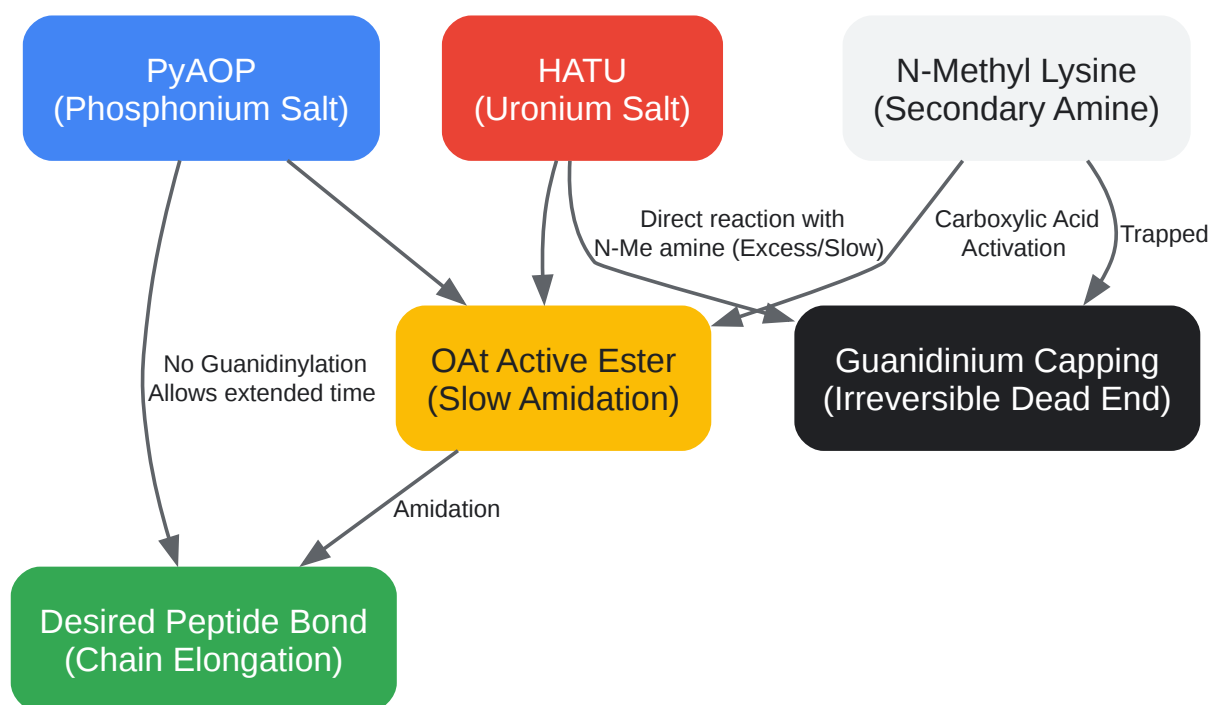 PyAOP
(Phosphonium Salt)
HATU
(Uronium Salt)
N-Methyl Lysine
(Secondary Amine)
Direct reaction with
N-Me amine (Excess/Slow)
Carboxylic Acid
Activation
Trapped
No Guanidinylation
Allows extended time
OAt Active Ester
(Slow Amidation)
Guanidinium Capping
(Irreversible Dead End)
Amidation
Desired Peptide Bond
(Chain Elongation)